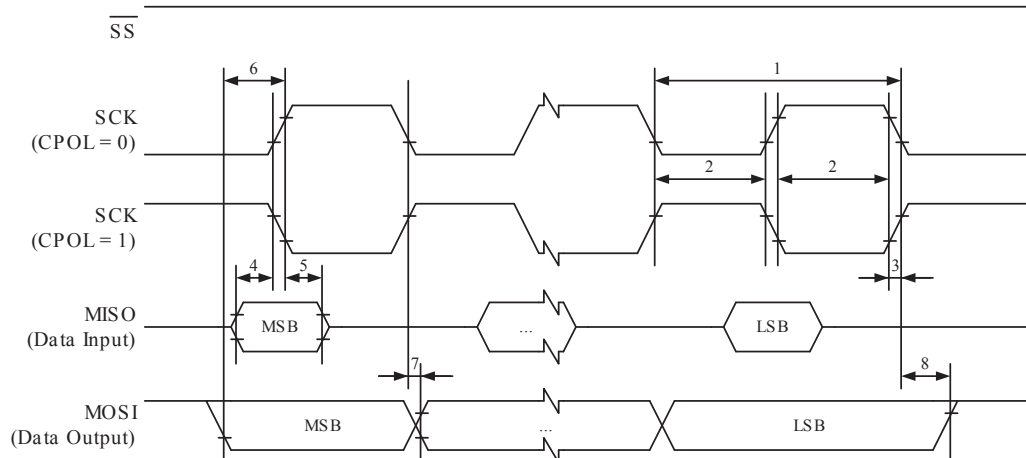 SS
6
1
SCK
(CPOL = 0)
2
2
SCK
(CPOL = 1)
4
5
3
MISO
(Data Input)
MSB
...
LSB
7
8
MOSI
(Data Output)
MSB
...
LSB